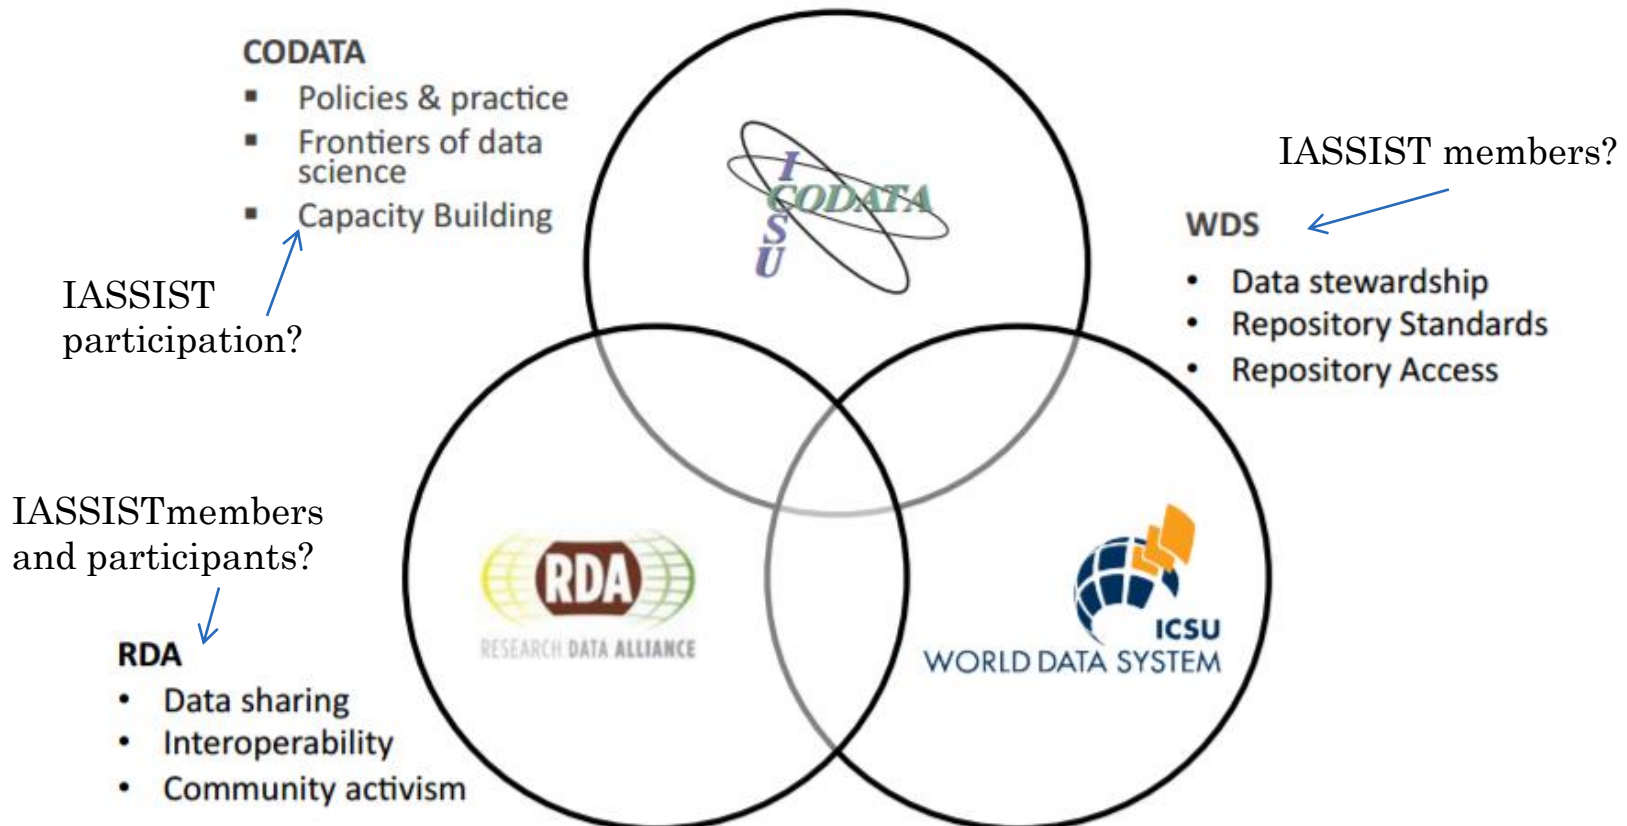 CODATA
▪ Policies & practice
▪ Frontiers of data
science
▪ Capacity Building
IASSIST
participation?
I
CODATA
S
U
IASSIST members?
WDS
• Data stewardship
• Repository Standards
• Repository Access
IASSISTmembers
and participants?
RDA
• Data sharing
• Interoperability
• Community activism
RDA
RESEARCH DATA ALLIANCE
ICSU
WORLD DATA SYSTEM